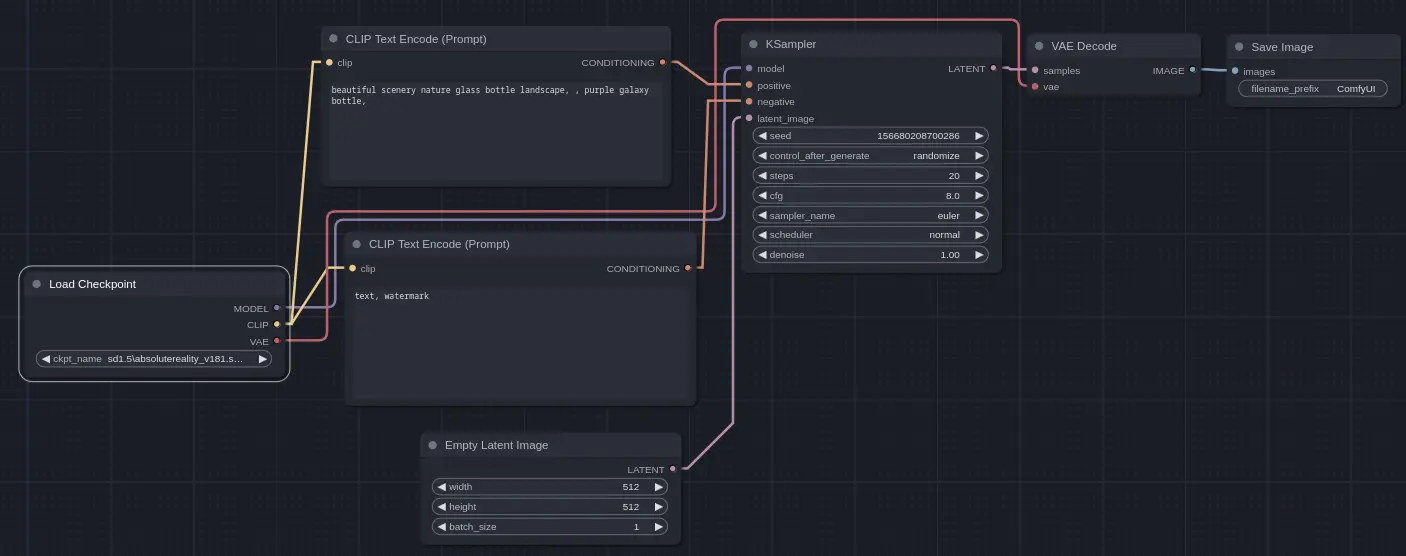 CLIP Text Encode (Prompt)
clip CONDITIONING
beautiful scenery nature glass bottle landscape, , purple galaxy
bottle,
CLIP Text Encode (Prompt)
clip CONDITIONING
text, watermark
Load Checkpoint
MODEL
CLIP
VAE
ckpt_name sd1.5\absolutereality_v181.s...
Empty Latent Image
LATENT
width 512
height 512
batch_size 1
KSampler
model LATENT
positive
negative
latent_image
seed 156680208700286
control_after_generate randomize
steps 20
cfg 8.0
sampler_name euler
scheduler normal
denoise 1.00
VAE Decode
samples IMAGE
vae
Save Image
images
filename_prefix ComfyUI